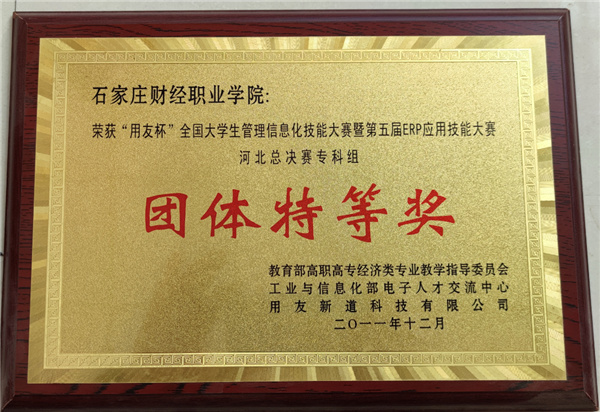 石家庄财经职业学院:
荣获“用友杯”全国大学生管理信息化技能大赛暨第五届ERP应用技能大赛
河北总决赛专科组
团体特等奖
教育部高职高专经济类专业教学指导委员会
工业与信息化部电子人才交流中心
用友新道科技有限公司
二〇一一年十二月